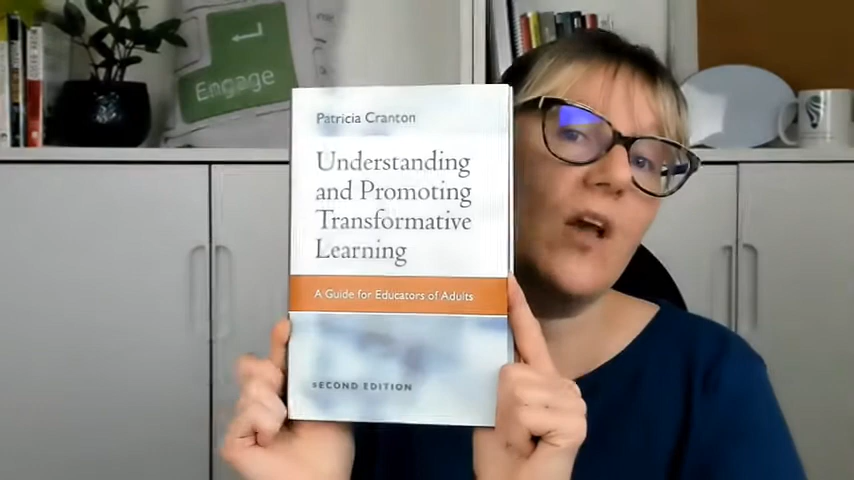 Patricia Cranton
Understanding
and Promoting
Transformative
Learning
A Guide for Educators of Adults
SECOND EDITION
Engage